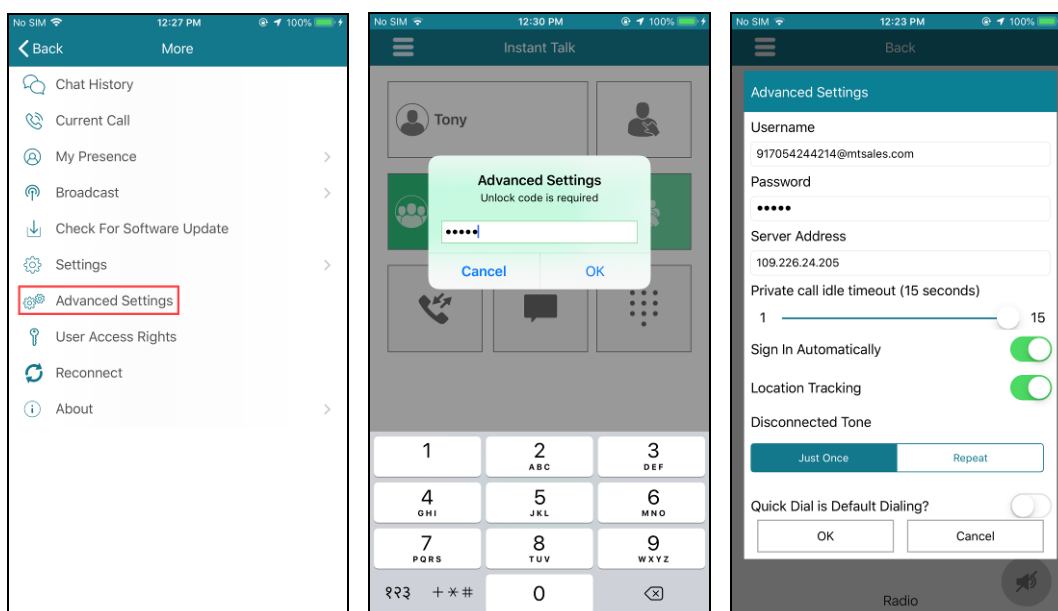 No SIM 12:27 PM 100%
Back More
Chat History
Current Call
My Presence
Broadcast
Check For Software Update
Settings
Advanced Settings
User Access Rights
Reconnect
About
No SIM 12:30 PM 100%
Instant Talk
Tony
Advanced Settings
Unlock code is required
•••••
Cancel OK
1 2 3
ABC DEF
4 5 6
GHI JKL MNO
7 8 9
PQRS TUV WXYZ
१२३ +*# 0
No SIM 12:23 PM 100%
Back
Advanced Settings
Username
917054244214@mtsales.com
Password
•••••
Server Address
109.226.24.205
Private call idle timeout (15 seconds)
1 15
Sign In Automatically
Location Tracking
Disconnected Tone
Just Once Repeat
Quick Dial is Default Dialing?
OK Cancel
Radio